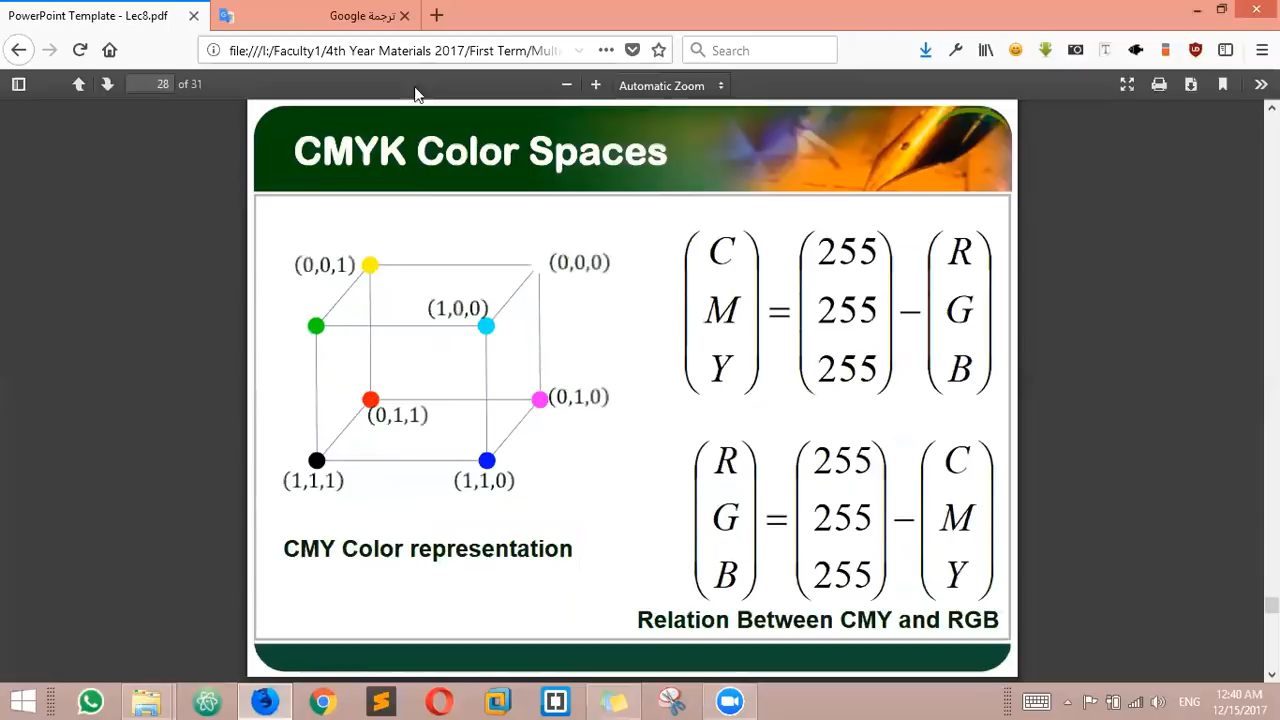 PowerPoint Template - Lec8.pdf
ترجمة Google
file:///I:/Faculty1/4th Year Materials 2017/First Term/Mult
Search
28 of 31
Automatic Zoom
CMYK Color Spaces
(0,0,1)
(0,0,0)
(1,0,0)
(0,1,0)
(0,1,1)
(1,1,1)
(1,1,0)
CMY Color representation
C 255 R
M = 255 − G
Y 255 B
R 255 C
G = 255 − M
B 255 Y
Relation Between CMY and RGB
ENG
12:40 AM
12/15/2017